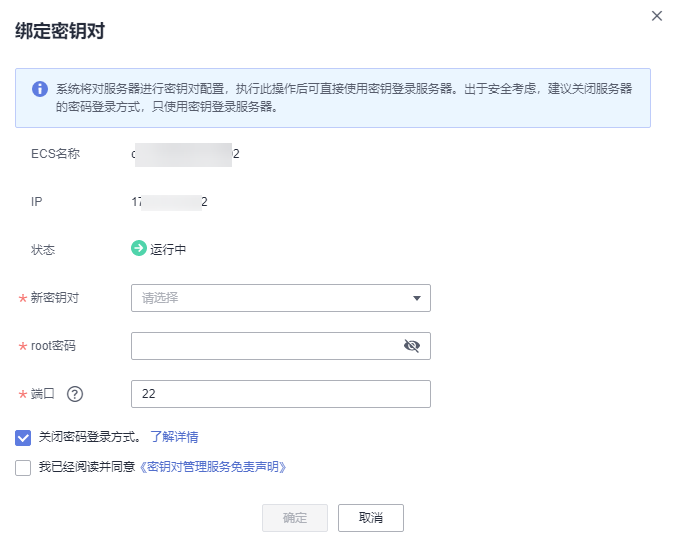 绑定密钥对
系统将对服务器进行密钥对配置，执行此操作后可直接使用密钥登录服务器。出于安全考虑，建议关闭服务器
的密码登录方式，只使用密钥登录服务器。
ECS名称
IP 17 2
状态 运行中
* 新密钥对 请选择
* root密码
* 端口 ? 22
关闭密码登录方式。 了解详情
我已经阅读并同意《密钥对管理服务免责声明》
确定 取消